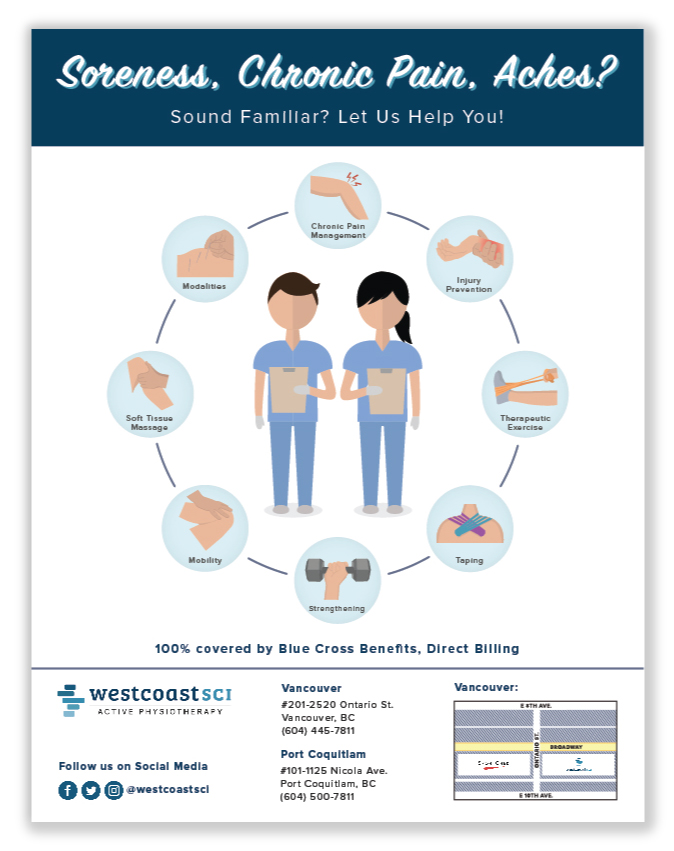 Soreness, Chronic Pain, Aches?
Sound Familiar? Let Us Help You!
Chronic Pain
Management
Modalities
Injury
Prevention
Soft Tissue
Massage
Therapeutic
Exercise
Mobility
Taping
Strengthening
100% covered by Blue Cross Benefits, Direct Billing
westcoast SCI
ACTIVE PHYSIOTHERAPY
Follow us on Social Media
@westcoastsci
Vancouver
#201-2520 Ontario St.
Vancouver, BC
(604) 445-7811
Port Coquitlam
#101-1125 Nicola Ave.
Port Coquitlam, BC
(604) 500-7811
Vancouver:
E 8TH AVE.
BROADWAY
ONTARIO ST.
E 10TH AVE.